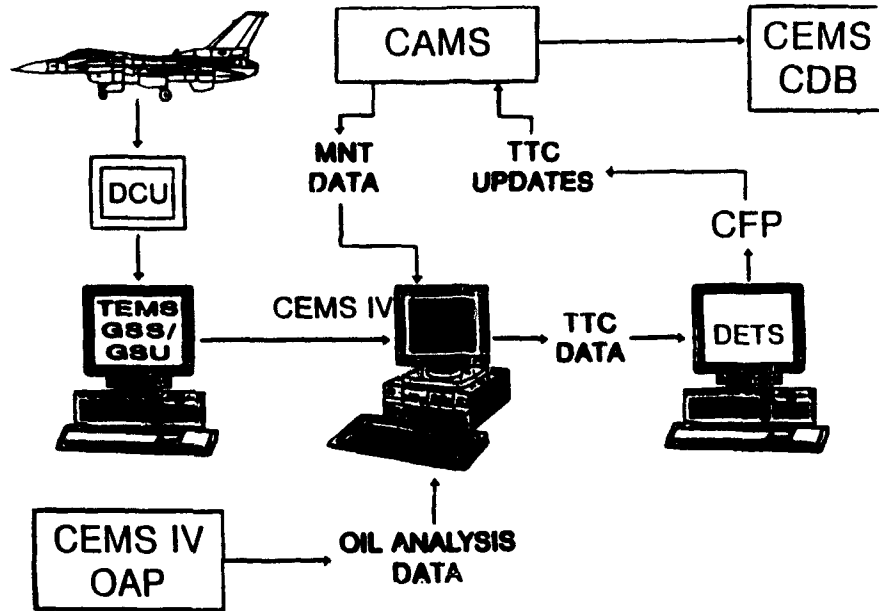 CAMS
CEMS
CDB
MNT
DATA
TTC
UPDATES
DCU
CFP
TEMS
GSS/
GSU
CEMS IV
TTC
DATA
DETS
CEMS IV
OAP
OIL ANALYSIS
DATA